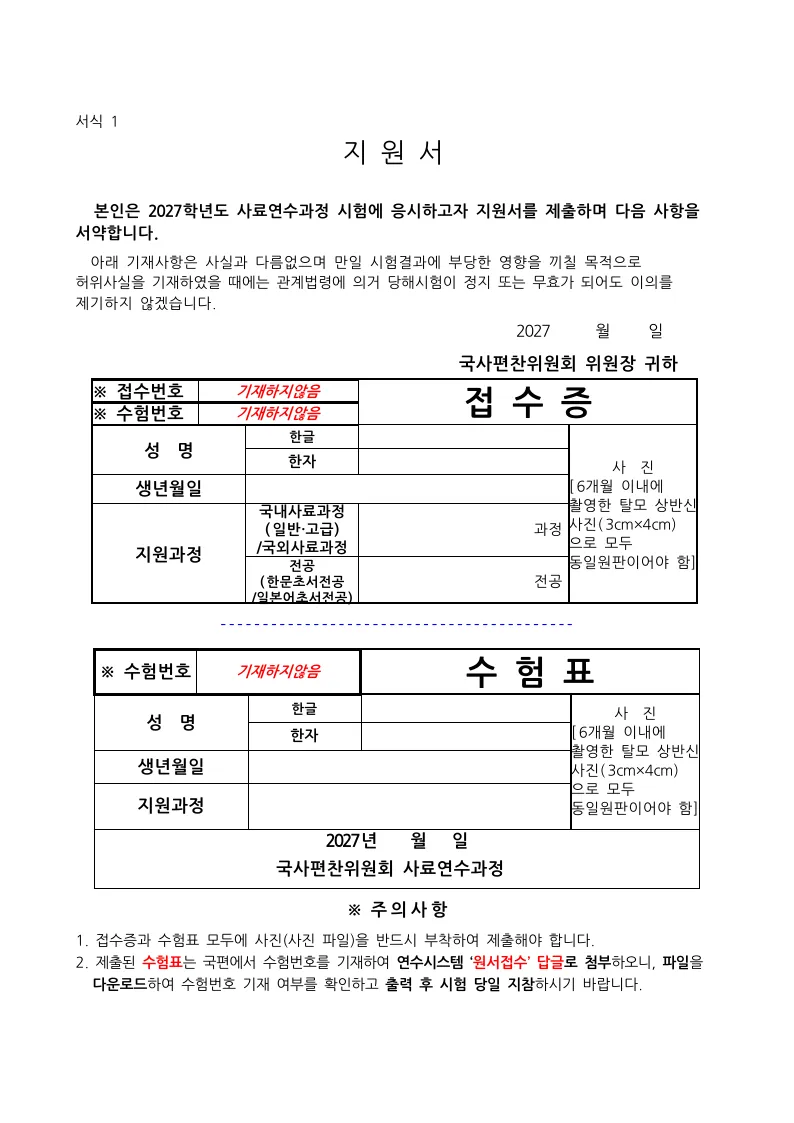 서식 1
지 원 서
본인은 2027학년도 사료연수과정 시험에 응시하고자 지원서를 제출하며 다음 사항을
서약합니다.
아래 기재사항은 사실과 다름없으며 만일 시험결과에 부당한 영향을 끼칠 목적으로
허위사실을 기재하였을 때에는 관계법령에 의거 당해시험이 정지 또는 무효가 되어도 이의를
제기하지 않겠습니다.
2027 월 일
국사편찬위원회 위원장 귀하
※ 접수번호 기재하지않음 접 수 증
※ 수험번호 기재하지않음
성 명 한글
한자
생년월일
사 진
[6개월 이내에
촬영한 탈모 상반신
사진(3cm×4cm)
으로 모두
동일원판이어야 함]
지원과정
국내사료과정
(일반·고급)
/국외사료과정
과정
전공
(한문초서전공
/일본어초서전공)
전공
-----------------------------------------
※ 수험번호 기재하지않음 수 험 표
성 명 한글
한자
생년월일
지원과정
사 진
[6개월 이내에
촬영한 탈모 상반신
사진(3cm×4cm)
으로 모두
동일원판이어야 함]
2027년 월 일
국사편찬위원회 사료연수과정
※ 주의사항
1. 접수증과 수험표 모두에 사진(사진 파일)을 반드시 부착하여 제출해야 합니다.
2. 제출된 수험표는 국편에서 수험번호를 기재하여 연수시스템 ‘원서접수’ 답글로 첨부하오니, 파일을
다운로드하여 수험번호 기재 여부를 확인하고 출력 후 시험 당일 지참하시기 바랍니다.